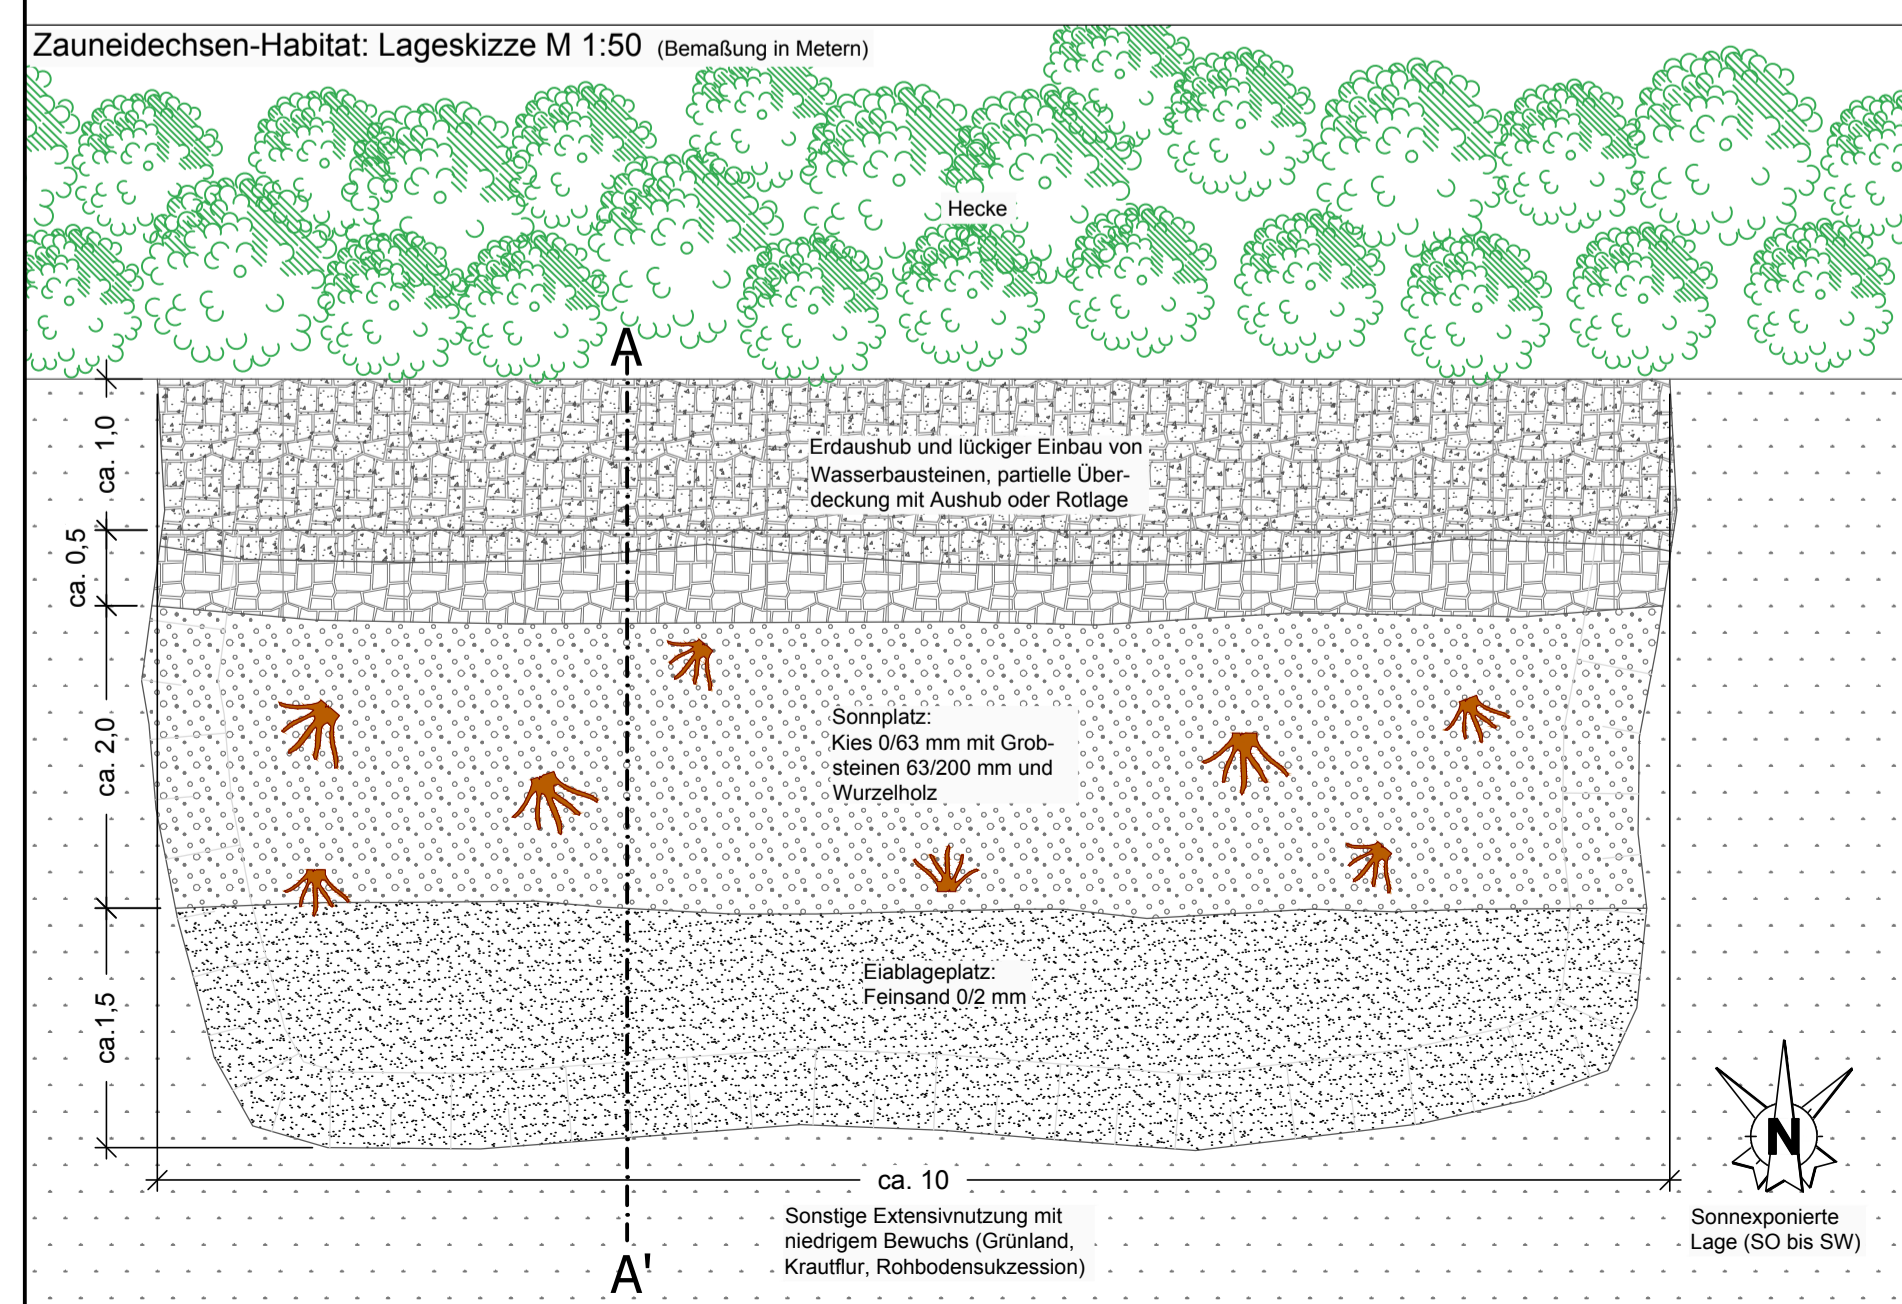 Zauneidechsen-Habitat: Lageskizze M 1:50 (Bemaßung in Metern)
Hecke
A
ca. 1,0
Erdaushub und lückiger Einbau von
Wasserbausteinen, partielle Über-
deckung mit Aushub oder Rotlage
ca. 0,5
ca. 2,0
Sonnplatz:
Kies 0/63 mm mit Grob-
steinen 63/200 mm und
Wurzelholz
ca.1,5
Eiablageplatz:
Feinsand 0/2 mm
N
ca. 10
Sonstige Extensivnutzung mit
niedrigem Bewuchs (Grünland,
Krautflur, Rohbodensukzession)
Sonnexponierte
Lage (SO bis SW)
A'